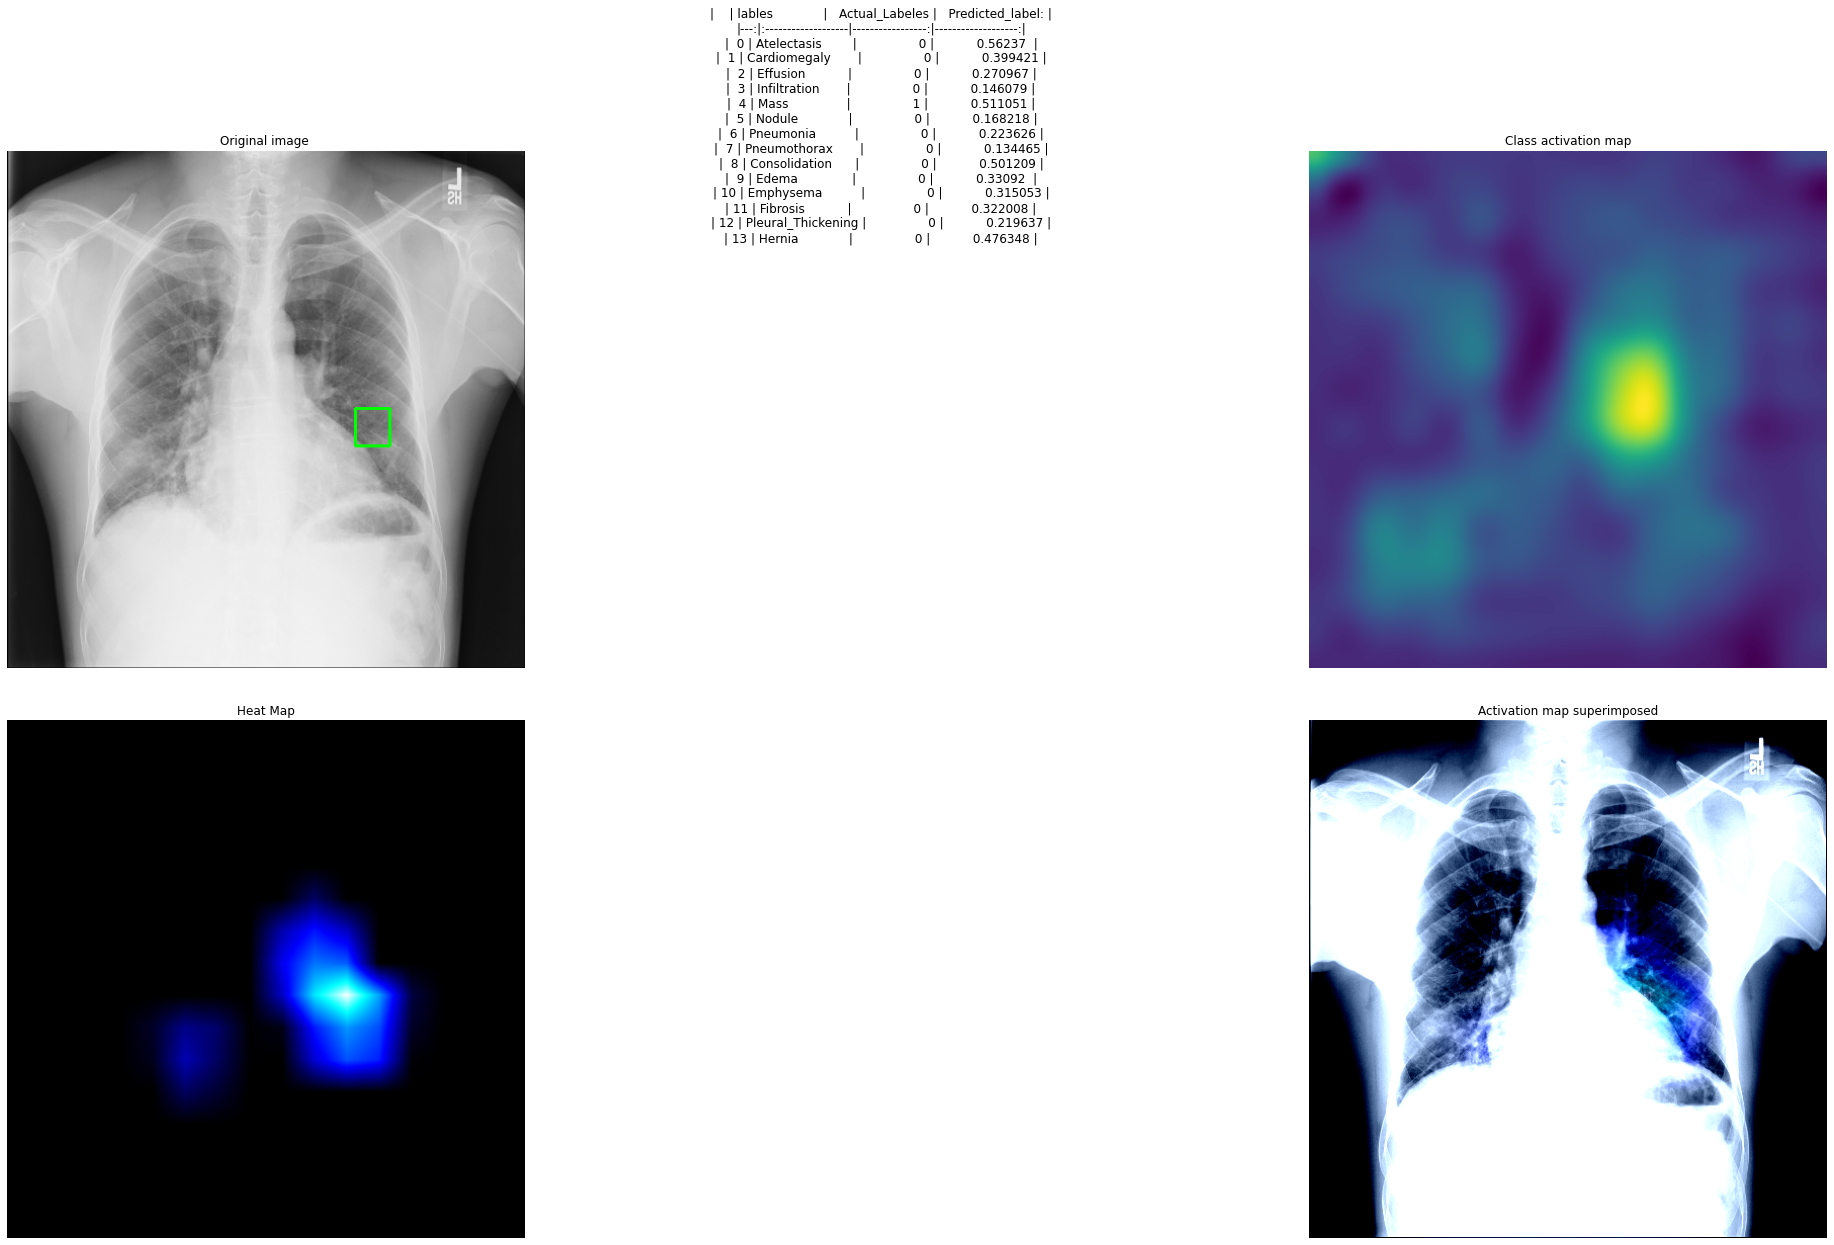 |    | lables             |   Actual_Labeles |   Predicted_label: |
|---:|:-------------------|-----------------:|-------------------:|
|  0 | Atelectasis        |                0 |           0.56237  |
|  1 | Cardiomegaly       |                0 |           0.399421 |
|  2 | Effusion           |                0 |           0.270967 |
|  3 | Infiltration       |                0 |           0.146079 |
|  4 | Mass               |                1 |           0.511051 |
|  5 | Nodule             |                0 |           0.168218 |
|  6 | Pneumonia          |                0 |           0.223626 |
|  7 | Pneumothorax       |                0 |           0.134465 |
|  8 | Consolidation      |                0 |           0.501209 |
|  9 | Edema              |                0 |           0.33092  |
| 10 | Emphysema          |                0 |           0.315053 |
| 11 | Fibrosis           |                0 |           0.322008 |
| 12 | Pleural_Thickening |                0 |           0.219637 |
| 13 | Hernia             |                0 |           0.476348 |
Original image
Class activation map
L
Heat Map
Activation map superimposed
L